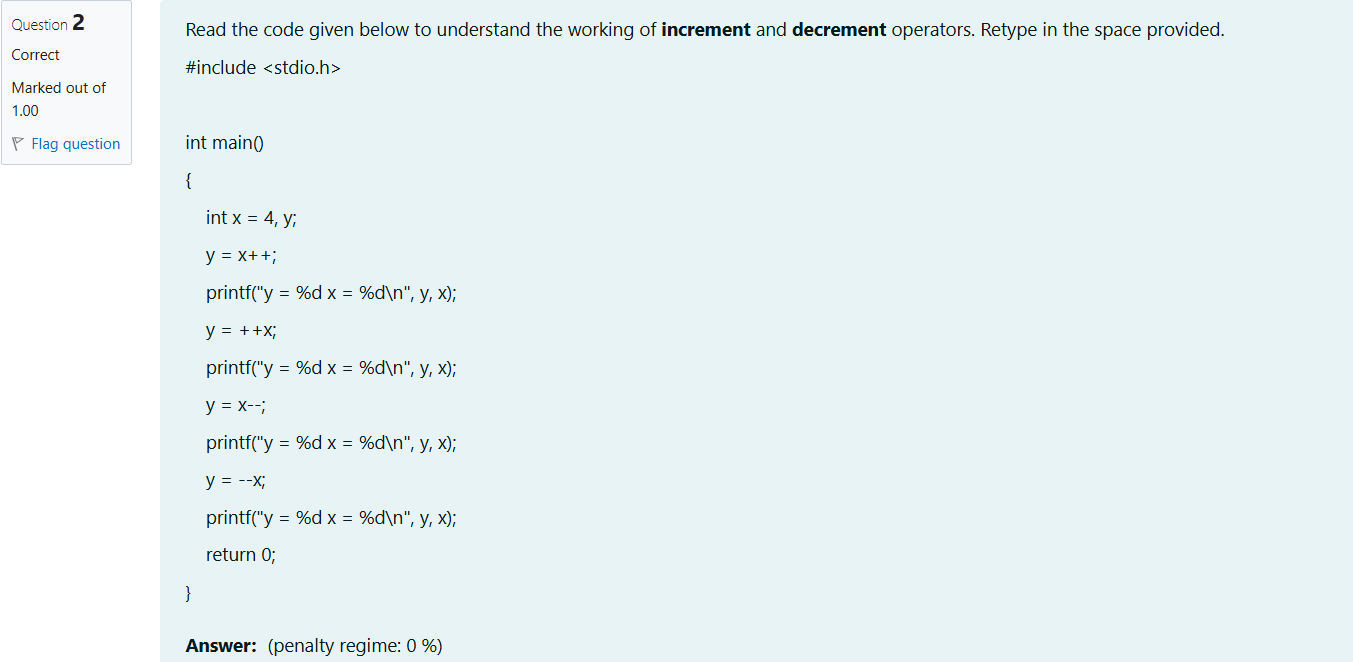 Question 2
Correct
Marked out of
1.00
Flag question
Read the code given below to understand the working of increment and decrement operators. Retype in the space provided.
#include <stdio.h>
int main()
{
int x = 4, y;
y = x++;
printf("y = %d x = %d\n", y, x);
y = ++x;
printf("y = %d x = %d\n", y, x);
y = x--;
printf("y = %d x = %d\n", y, x);
y = --x;
printf("y = %d x = %d\n", y, x);
return 0;
}
Answer: (penalty regime: 0 %)